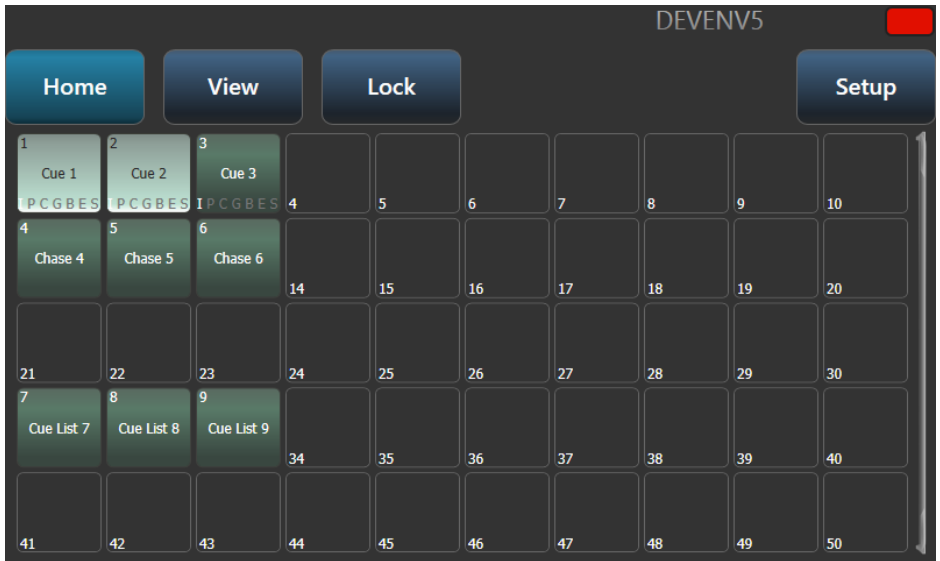 DEVENV5
Home View Lock Setup
1 2 3
Cue 1 Cue 2 Cue 3
I P C G B E S I P C G B E S I P C G B E S 4 5 6 7 8 9 10
4 5 6
Chase 4 Chase 5 Chase 6
14 15 16 17 18 19 20
21 22 23 24 25 26 27 28 29 30
7 8 9
Cue List 7 Cue List 8 Cue List 9
34 35 36 37 38 39 40
41 42 43 44 45 46 47 48 49 50